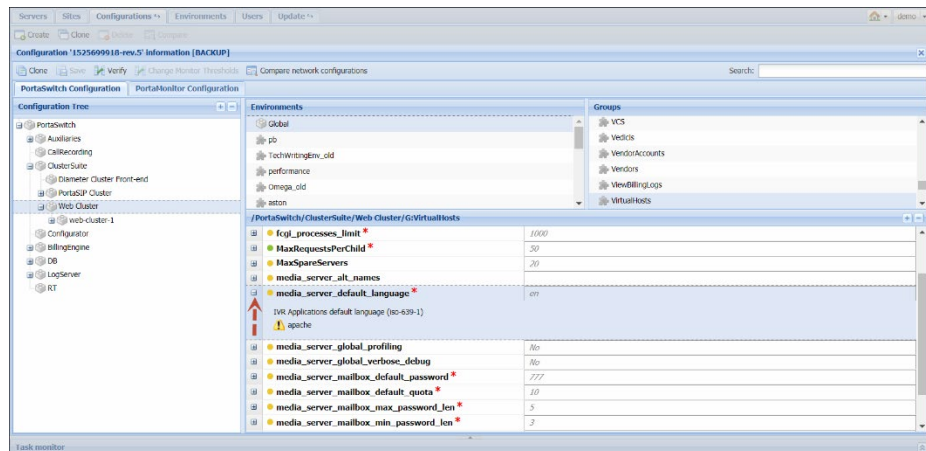 Servers Sites Configurations Environments Users Update demo
Create Clone Delete Compare
Configuration '1525699918-rev.5' information [BACKUP]
Clone Save Verify Change Monitor Thresholds Compare network configurations Search:
PortaSwitch Configuration PortaMonitor Configuration
Configuration Tree
PortaSwitch
Auxiliaries
CallRecording
ClusterSuite
Diameter Cluster Front-end
PortaSIP Cluster
Web Cluster
web-cluster-1
Configurator
BillingEngine
DB
LogServer
RT
Environments
Global
pb
TechWritingEnv_old
performance
Omega_old
aston
Groups
VCS
Vedicis
VendorAccounts
Vendors
ViewBillingLogs
VirtualHosts
/PortaSwitch/ClusterSuite/Web Cluster/G:VirtualHosts
fcgi_processes_limit * 1000
MaxRequestsPerChild * 50
MaxSpareServers 20
media_server_alt_names
media_server_default_language * en
IVR Applications default language (iso-639-1)
apache
media_server_global_profiling No
media_server_global_verbose_debug No
media_server_mailbox_default_password * 777
media_server_mailbox_default_quota * 10
media_server_mailbox_max_password_len * 5
media_server_mailbox_min_password_len * 3
Task monitor